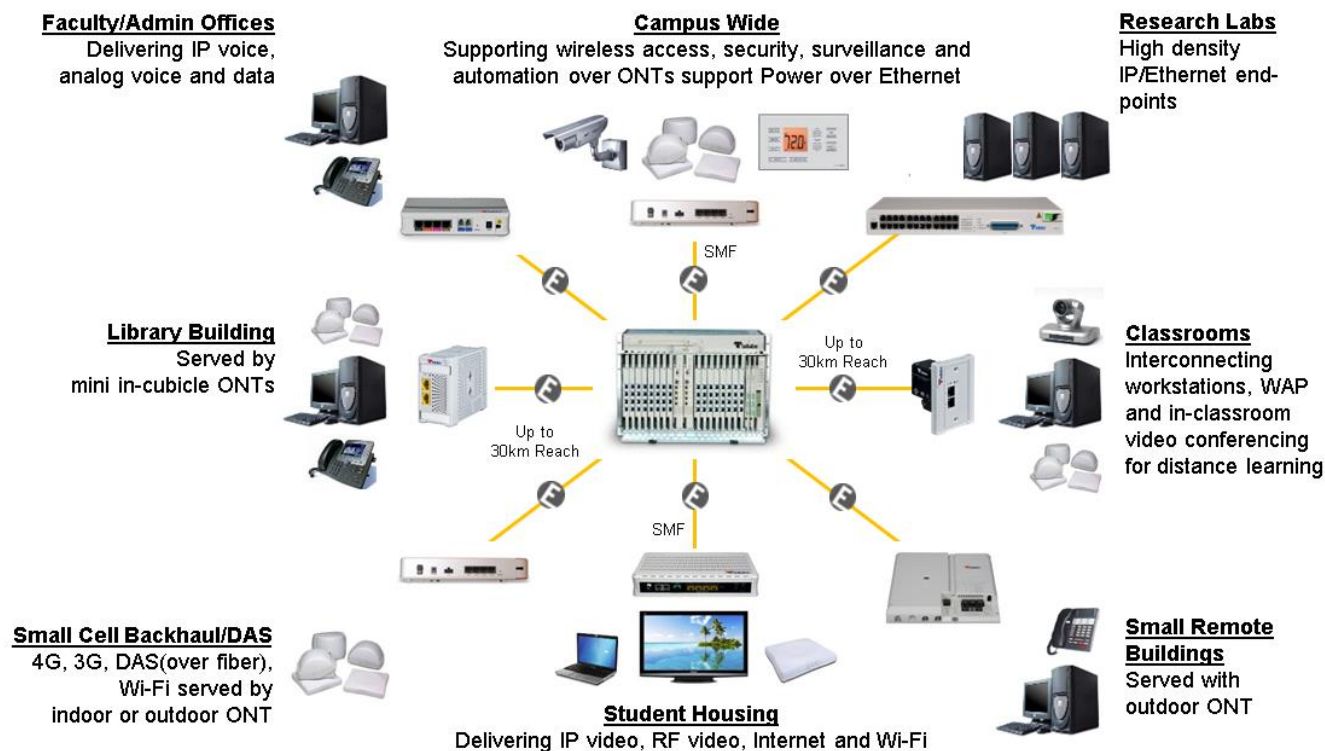 Faculty/Admin Offices
Delivering IP voice,
analog voice and data
Campus Wide
Supporting wireless access, security, surveillance and
automation over ONTs support Power over Ethernet
Research Labs
High density
IP/Ethernet end-
points
72.0
SMF
Library Building
Served by
mini in-cubicle ONTs
Up to
30km Reach
Up to
30km Reach
Classrooms
Interconnecting
workstations, WAP
and in-classroom
video conferencing
for distance learning
SMF
Small Cell Backhaul/DAS
4G, 3G, DAS(over fiber),
Wi-Fi served by
indoor or outdoor ONT
Student Housing
Delivering IP video, RF video, Internet and Wi-Fi
Small Remote
Buildings
Served with
outdoor ONT